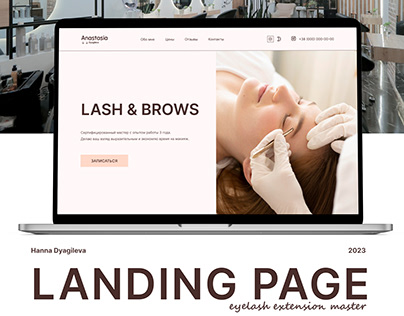 Anastasia
Обо мне Цены Отзывы Контакты +38 (000) 000-00-00
LASH & BROWS
Сертифицированный мастер с опытом работы 5 года.
Делаю ваш взгляд выразительным и экономлю время на макияж.
ЗАПИСАТЬСЯ
Hanna Dyagileva 2023
LANDING PAGE
eyelash extension master